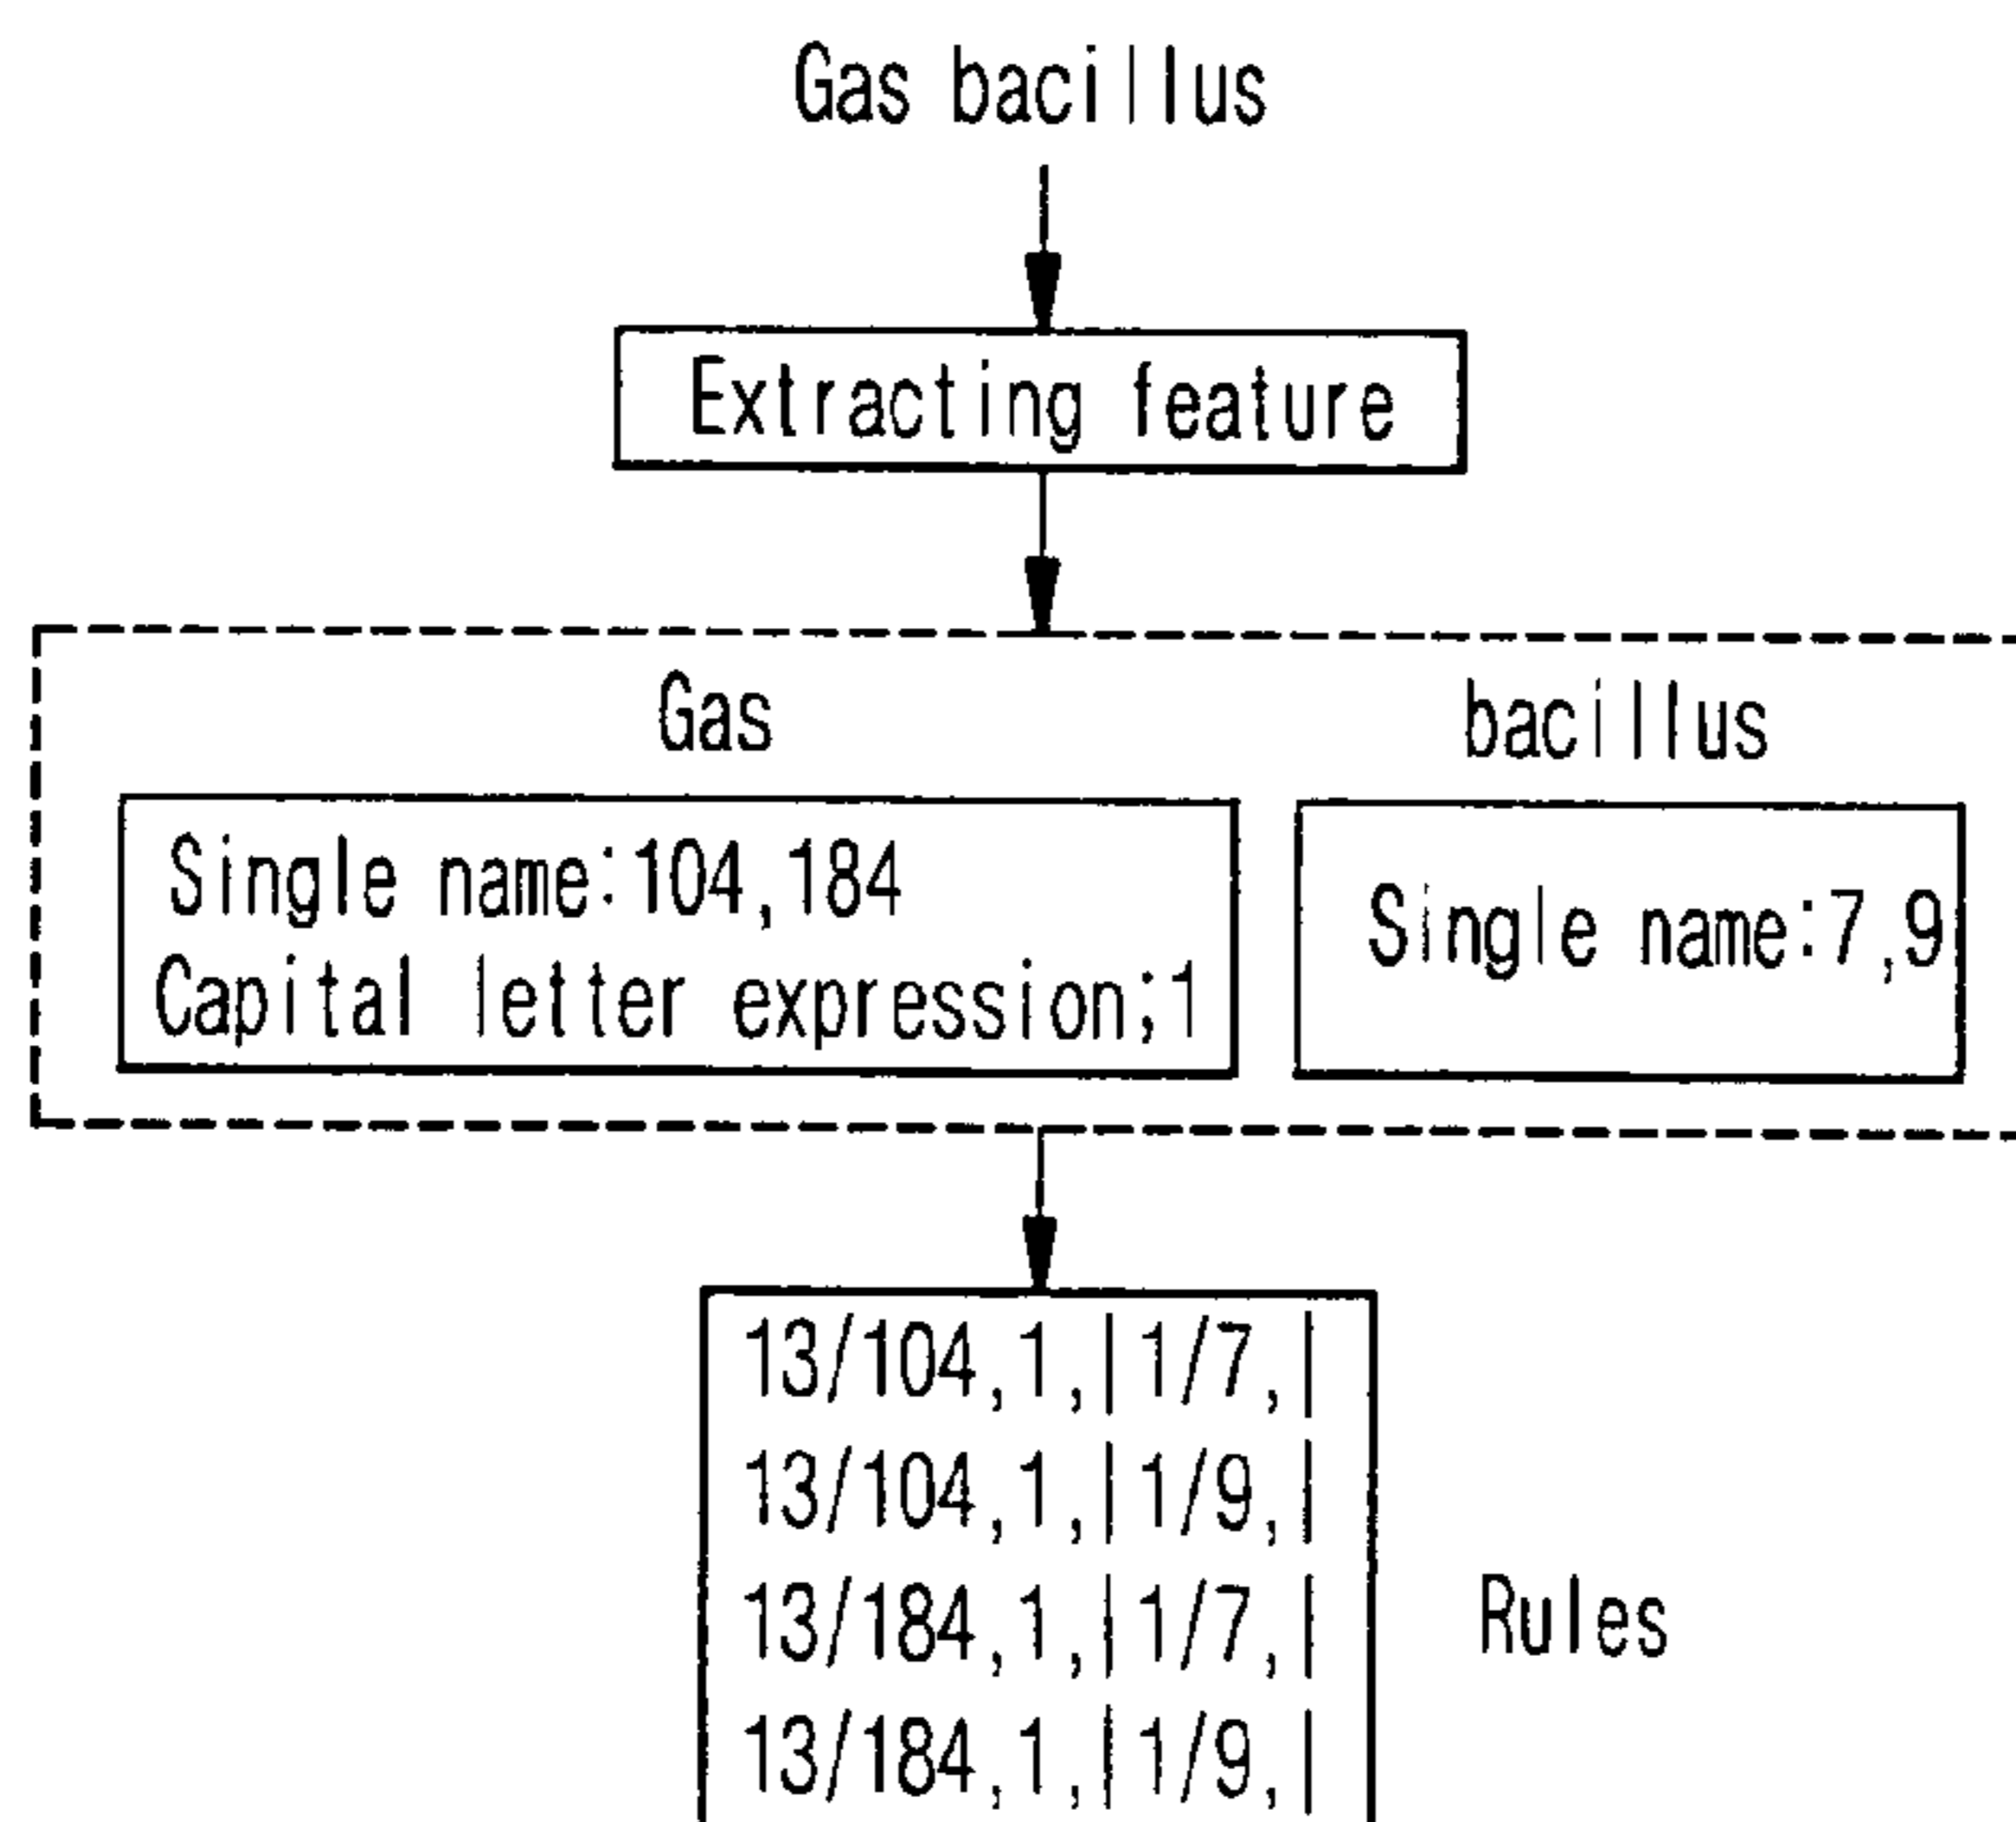 Gas bacillus
Extracting feature
Gas
bacillus
Single name:104,184
Capital letter expression;1
Single name:7,9
13/104,1,|1/7,|
13/104,1,|1/9,|
13/184,1,|1/7,|
13/184,1,|1/9,|
Rules